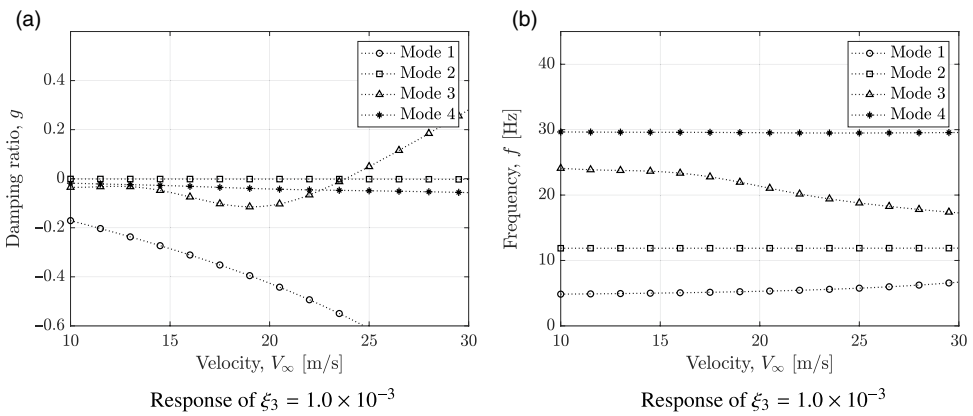 (a)
Mode 1
Mode 2
Mode 3
Mode 4
0.4
0.2
0
−0.2
−0.4
−0.6
Damping ratio, g
10 15 20 25 30
Velocity, V∞ [m/s]
Response of ξ₃ = 1.0 × 10⁻³
(b)
Mode 1
Mode 2
Mode 3
Mode 4
40
30
20
10
0
Frequency, f [Hz]
10 15 20 25 30
Velocity, V∞ [m/s]
Response of ξ₃ = 1.0 × 10⁻³